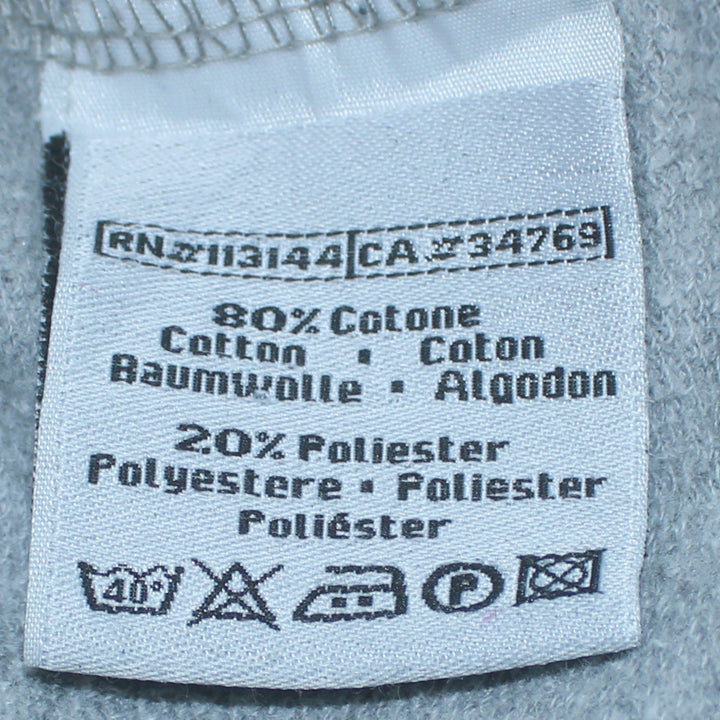 RN#113144 CA#34769
80% Cotone
Cotton · Coton
Baumwolle · Algodon
20% Poliester
Polyestere · Poliester
Poliéster
40° P